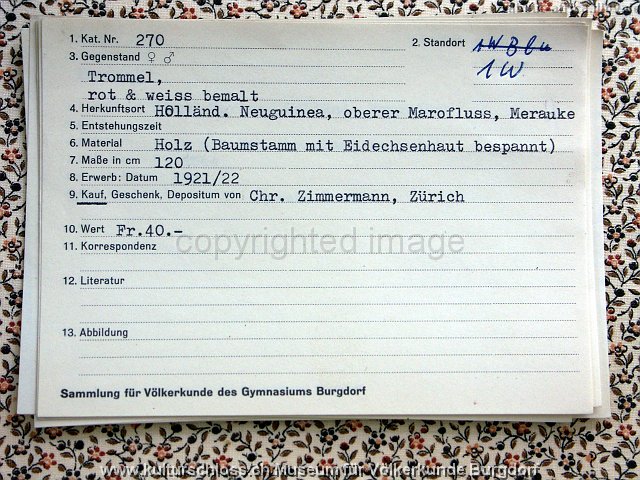 1. Kat. Nr. 270 2. Standort 1W
3. Gegenstand ♀ ♂
Trommel,
rot & weiss bemalt
4. Herkunftsort Holländ. Neuguinea, oberer Marofluss, Merauke
5. Entstehungszeit
6. Material Holz (Baumstamm mit Eidechsenhaut bespannt)
7. Maße in cm 120
8. Erwerb: Datum 1921/22
9. Kauf, Geschenk, Depositum von Chr. Zimmermann, Zürich
10. Wert Fr.40.-
copyrighted image
11. Korrespondenz
12. Literatur
13. Abbildung
Sammlung für Völkerkunde des Gymnasiums Burgdorf
www.kulturschloss.ch Museum für Völkerkunde Burgdorf